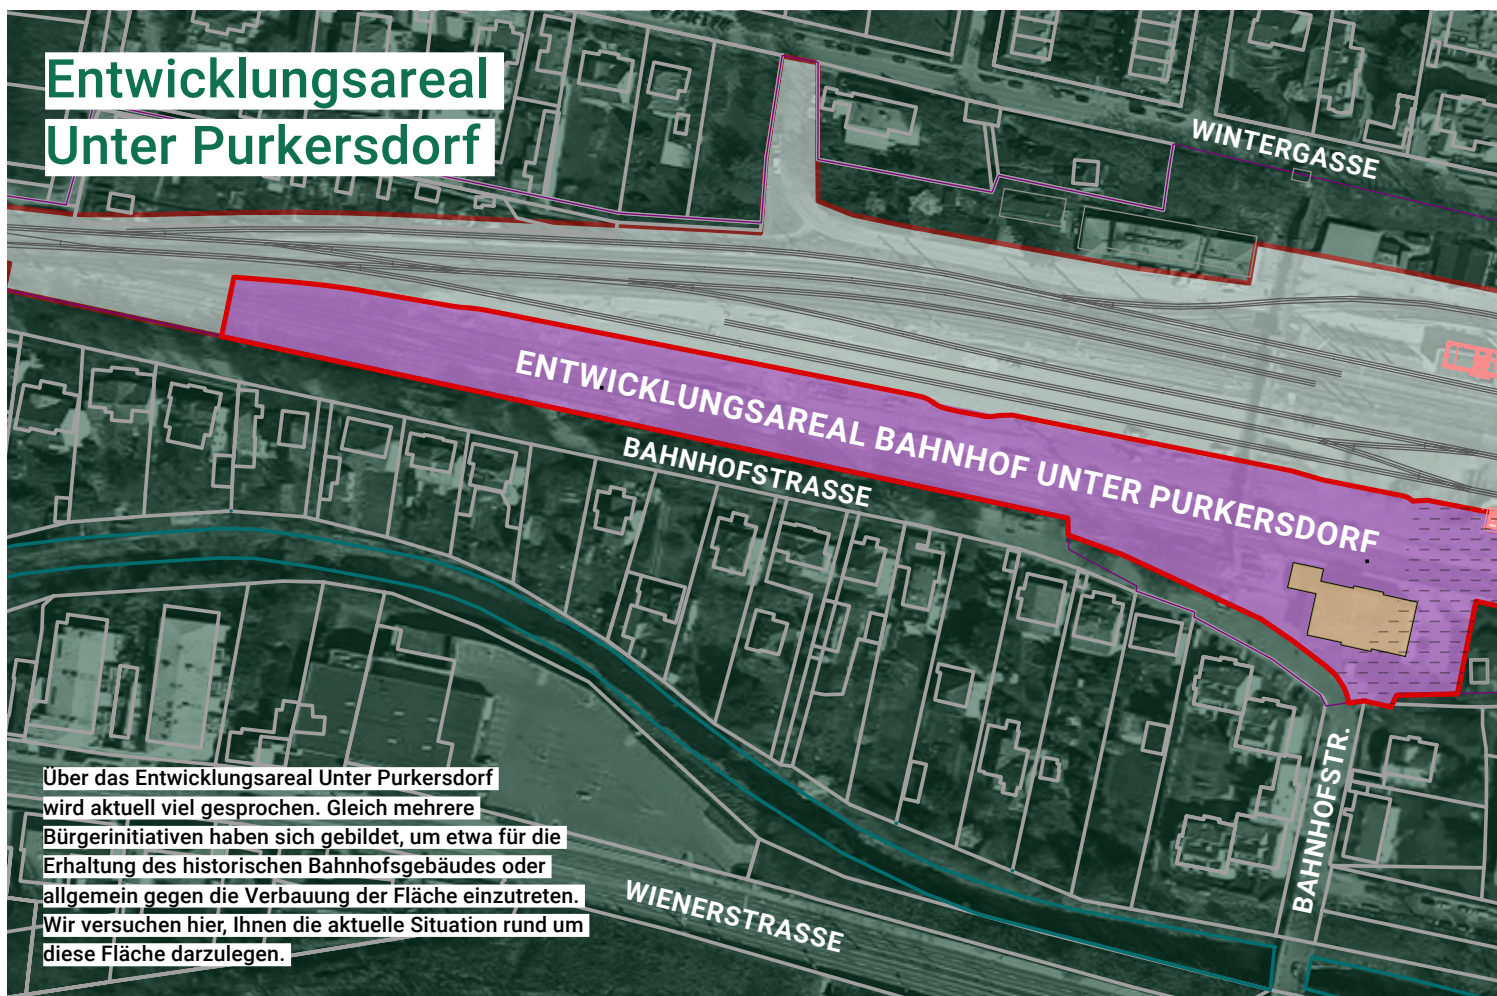 Entwicklungsareal
Unter Purkersdorf
WINTERGASSE
ENTWICKLUNGSAREAL BAHNHOF UNTER PURKERSDORF
BAHNHOFSTRASSE
BAHNHOFSTR.
WIENERSTRASSE
Über das Entwicklungsareal Unter Purkersdorf
wird aktuell viel gesprochen. Gleich mehrere
Bürgerinitiativen haben sich gebildet, um etwa für die
Erhaltung des historischen Bahnhofsgebäudes oder
allgemein gegen die Verbauung der Fläche einzutreten.
Wir versuchen hier, Ihnen die aktuelle Situation rund um
diese Fläche darzulegen.